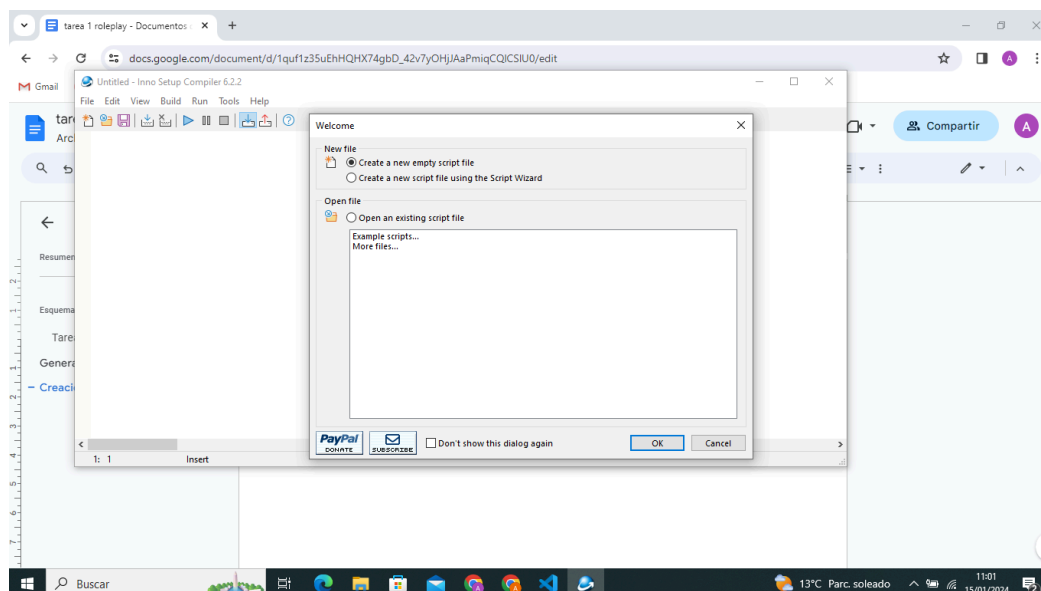 tarea 1 roleplay - Documentos
docs.google.com/document/d/1quf1z35uEhHQHX74gbD_42v7yOHjJAaPmiqCQICSIU0/edit
A
Gmail
Untitled - Inno Setup Compiler 6.2.2
File Edit View Build Run Tools Help
tar
Arc
Compartir
A
Welcome
New file
Create a new empty script file
Create a new script file using the Script Wizard
Open file
Open an existing script file
Example scripts...
More files...
Resumen
Esquema
Tare
Genera
Creaci
PayPal
DONATE
SUBSCRIBE
Don't show this dialog again
OK
Cancel
1: 1
Insert
Buscar
13°C Parc. soleado
11:01
15/01/2024